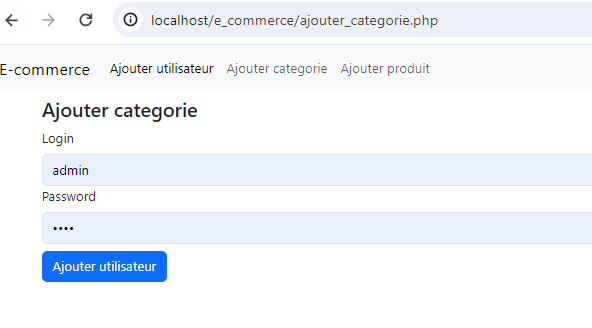 localhost/e_commerce/ajouter_categorie.php
E-commerce Ajouter utilisateur Ajouter categorie Ajouter produit
Ajouter categorie
Login
admin
Password
••••
Ajouter utilisateur